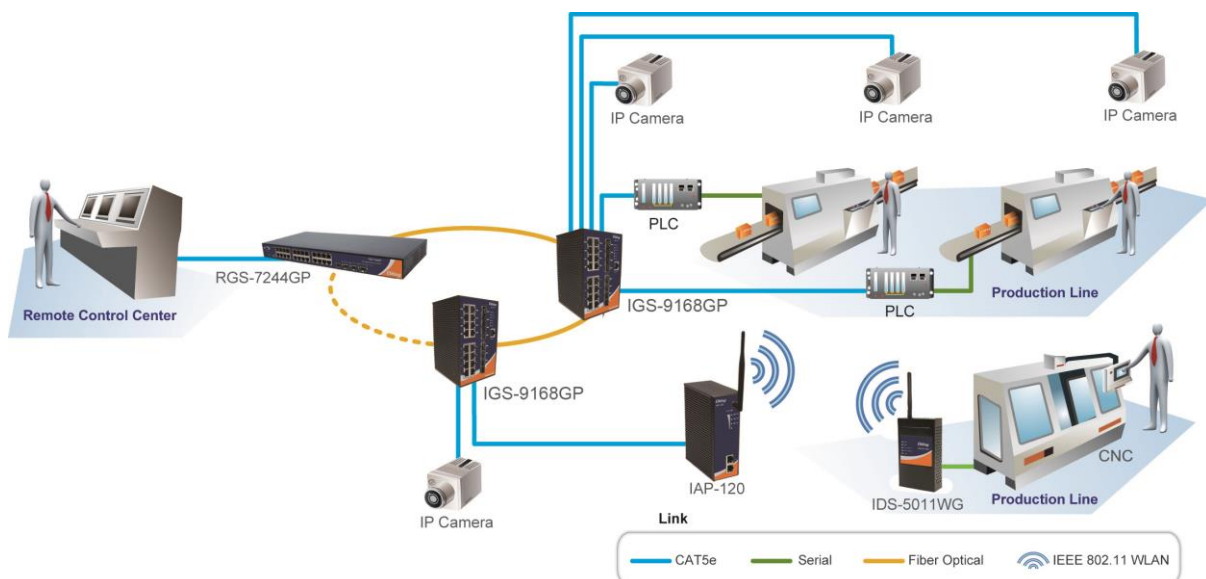 IP Camera
IP Camera
IP Camera
PLC
RGS-7244GP
IGS-9168GP
PLC
Production Line
Remote Control Center
IGS-9168GP
CNC
IAP-120
IDS-5011WG
Production Line
IP Camera
Link
CAT5e
Serial
Fiber Optical
IEEE 802.11 WLAN